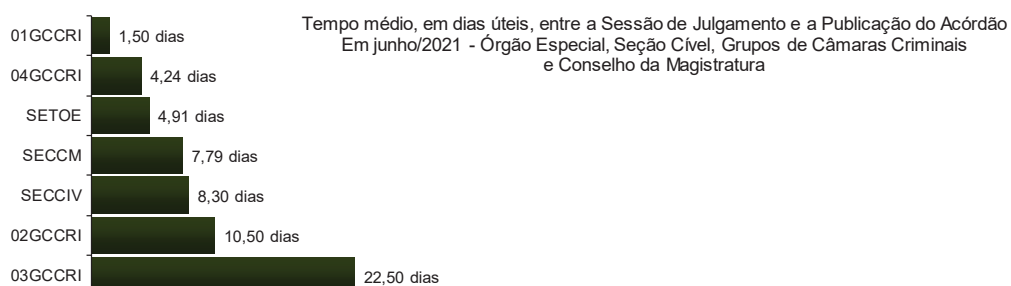 Tempo médio, em dias úteis, entre a Sessão de Julgamento e a Publicação do Acórdão
Em junho/2021 - Órgão Especial, Seção Cível, Grupos de Câmaras Criminais
e Conselho da Magistratura
01GCCRI 1,50 dias
04GCCRI 4,24 dias
SETOE 4,91 dias
SECCM 7,79 dias
SECCIV 8,30 dias
02GCCRI 10,50 dias
03GCCRI 22,50 dias